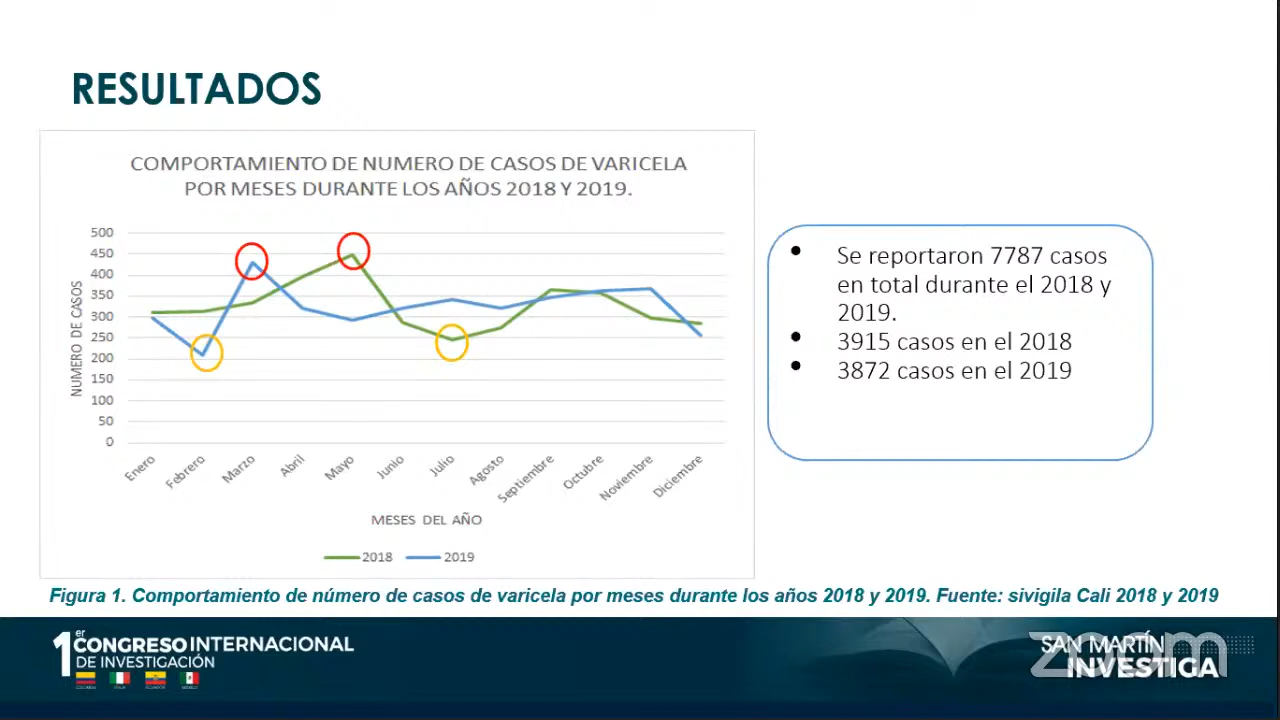 RESULTADOS
COMPORTAMIENTO DE NUMERO DE CASOS DE VARICELA
POR MESES DURANTE LOS AÑOS 2018 Y 2019.
NUMERO DE CASOS
500
450
400
350
300
250
200
150
100
50
0
Enero
Febrero
Marzo
Abril
Mayo
Junio
Julio
Agosto
Septiembre
Octubre
Noviembre
Diciembre
MESES DEL AÑO
2018
2019
• Se reportaron 7787 casos
en total durante el 2018 y
2019.
• 3915 casos en el 2018
• 3872 casos en el 2019
Figura 1. Comportamiento de número de casos de varicela por meses durante los años 2018 y 2019. Fuente: sivigila Cali 2018 y 2019
1er CONGRESO INTERNACIONAL
DE INVESTIGACIÓN
COLOMBIA
ITALIA
ECUADOR
MÉXICO
SAN MARTÍN
INVESTIGA
zoom